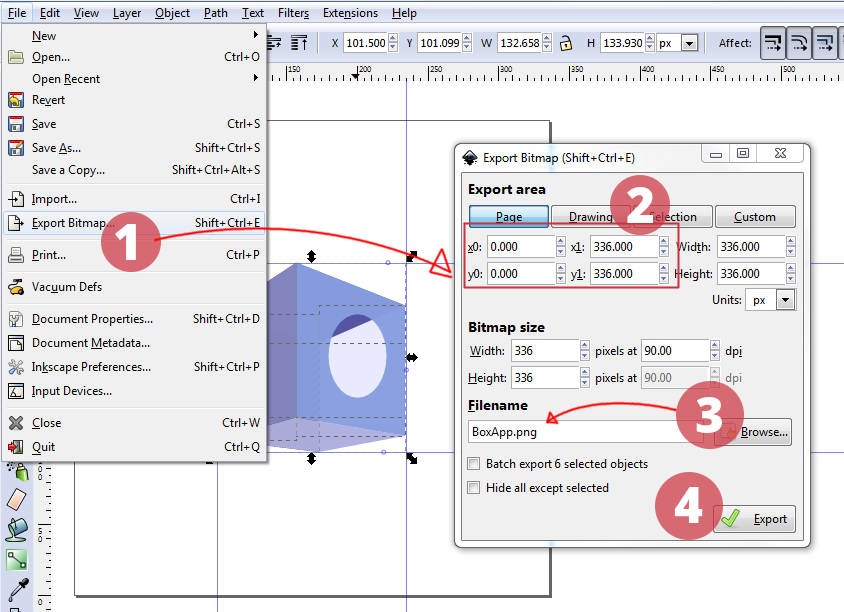 File Edit View Layer Object Path Text Filters Extensions Help
New
Open... Ctrl+O
Open Recent
Revert
Save Ctrl+S
Save As... Shift+Ctrl+S
Save a Copy... Shift+Ctrl+Alt+S
Import... Ctrl+I
Export Bitmap... Shift+Ctrl+E
Print... Ctrl+P
Vacuum Defs
Document Properties... Shift+Ctrl+D
Document Metadata...
Inkscape Preferences... Shift+Ctrl+P
Input Devices...
Close Ctrl+W
Quit Ctrl+Q
1
X 101.500 Y 101.099 W 132.658 H 133.930 px Affect:
150 200 250 300 350 400 450 500
Export Bitmap (Shift+Ctrl+E)
Export area
2
Page Drawing Selection Custom
x0: 0.000 x1: 336.000 Width: 336.000
y0: 0.000 y1: 336.000 Height: 336.000
Units: px
Bitmap size
Width: 336 pixels at 90.00 dpi
Height: 336 pixels at 90.00 dpi
Filename
3
BoxApp.png Browse...
Batch export 6 selected objects
Hide all except selected
4
Export